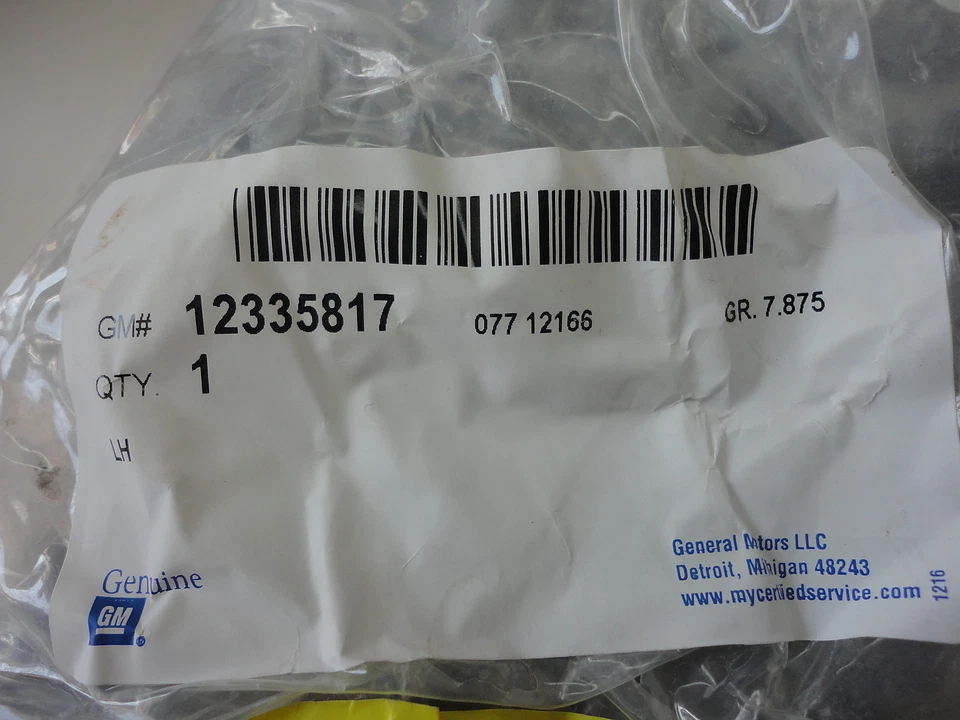 GM# 12335817 077 12166 GR. 7.875
QTY. 1
LH
Genuine
GM
General Motors LLC
Detroit, Michigan 48243
www.mycertifiedservice.com
1216